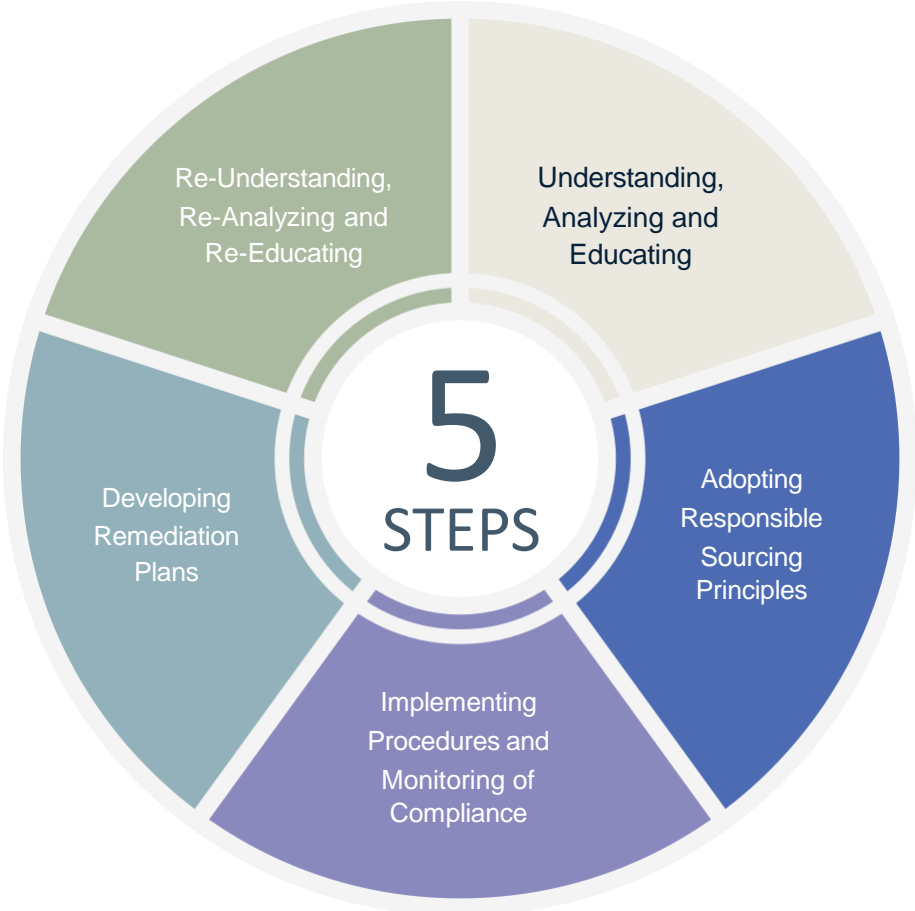 Re-Understanding,
Re-Analyzing and
Re-Educating
Understanding,
Analyzing and
Educating
5
STEPS
Adopting
Responsible
Sourcing
Principles
Developing
Remediation
Plans
Implementing
Procedures and
Monitoring of
Compliance